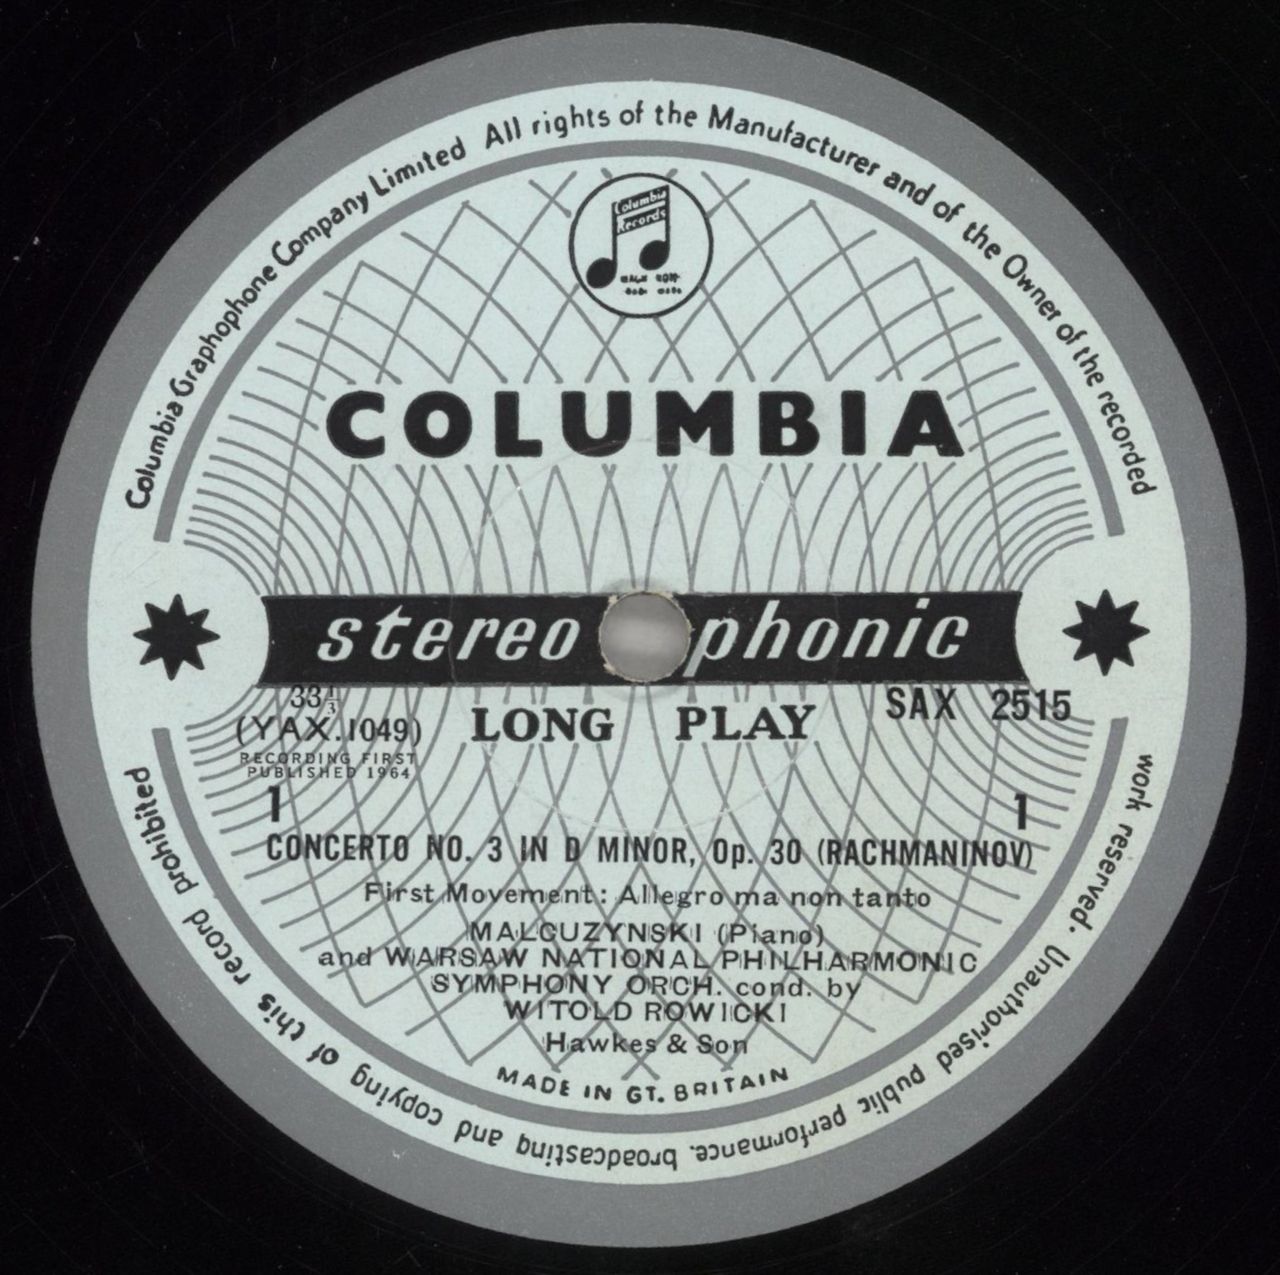 Columbia Graphophone Company Limited All rights of the Manufacturer and of the Owner of the recorded
work reserved. Unauthorised public performance, broadcasting and copying of this record prohibited
Columbia
Records
COLUMBIA
stereophonic
33 1/3
(YAX.1049)
RECORDING FIRST
PUBLISHED 1964
LONG PLAY
SAX 2515
1 1
CONCERTO NO. 3 IN D MINOR, Op. 30 (RACHMANINOV)
First Movement: Allegro ma non tanto
MALCUZYNSKI (Piano)
and WARSAW NATIONAL PHILHARMONIC
SYMPHONY ORCH. cond. by
WITOLD ROWICKI
Hawkes & Son
MADE IN GT. BRITAIN